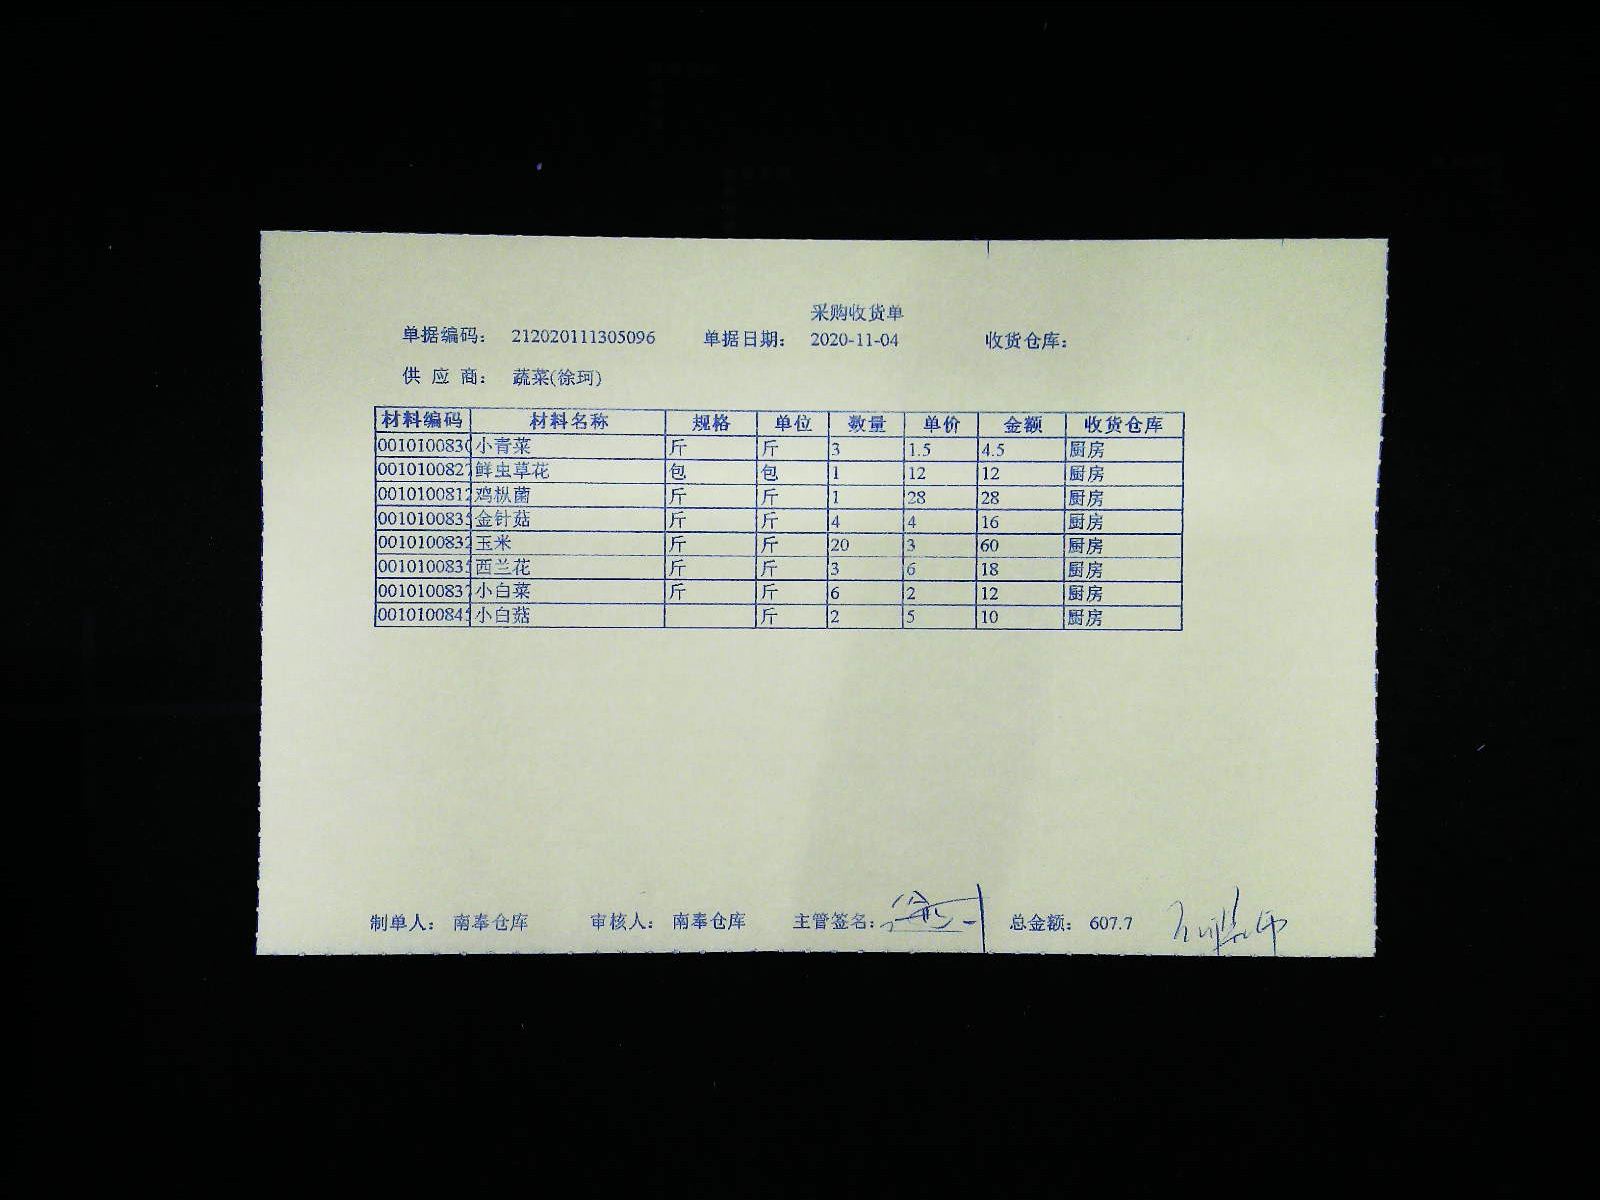 采购收货单
单据编码： 212020111305096 单据日期： 2020-11-04 收货仓库：
供 应 商： 蔬菜(徐珂)
材料编码 材料名称 规格 单位 数量 单价 金额 收货仓库
001010083 小青菜 斤 斤 3 1.5 4.5 厨房
001010082 鲜虫草花 包 包 1 12 12 厨房
001010081 鸡枞菌 斤 斤 1 28 28 厨房
001010083 金针菇 斤 斤 4 4 16 厨房
001010083 玉米 斤 斤 20 3 60 厨房
001010083 西兰花 斤 斤 3 6 18 厨房
001010083 小白菜 斤 斤 6 2 12 厨房
001010084 小白菇 斤 2 5 10 厨房
制单人： 南奉仓库 审核人： 南奉仓库 主管签名： 总金额： 607.7